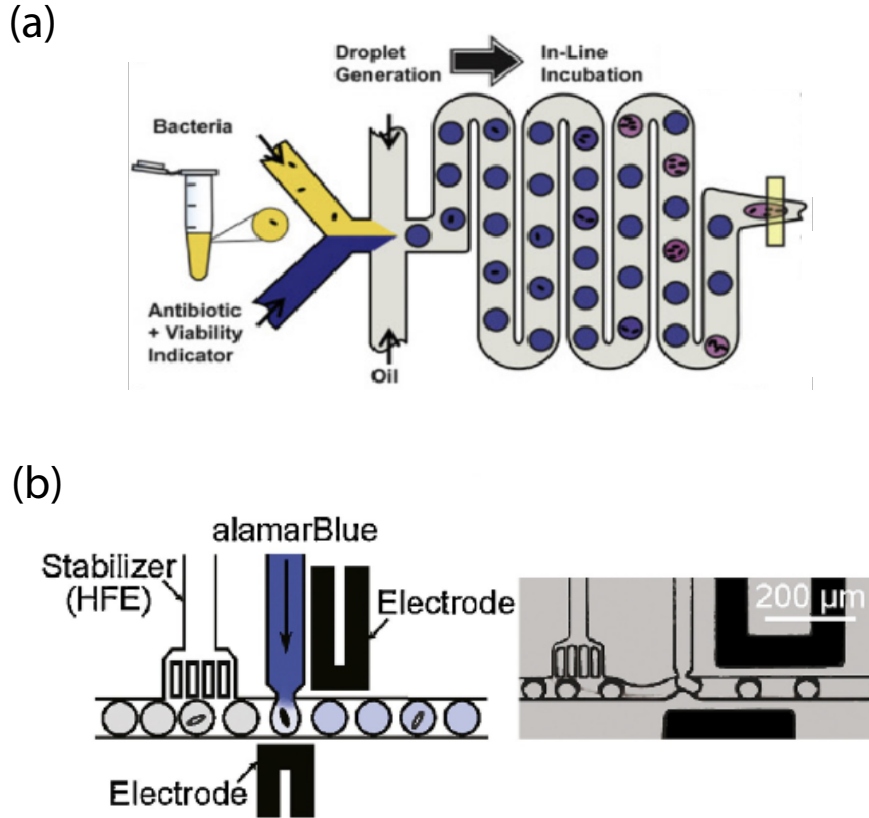 (a)
Droplet
Generation
In-Line
Incubation
Bacteria
Antibiotic
+ Viability
Indicator
Oil
(b)
alamarBlue
Stabilizer
(HFE)
Electrode
200 μm
Electrode